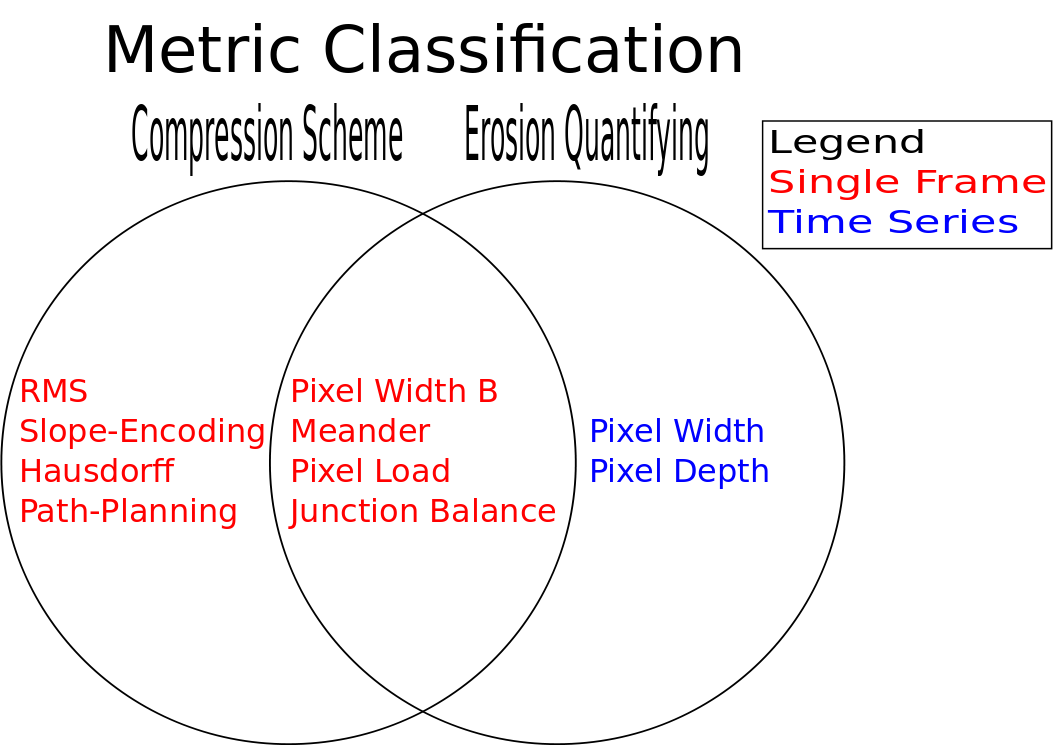 Metric Classification
Compression Scheme
Erosion Quantifying
Legend
Single Frame
Time Series
RMS
Slope-Encoding
Hausdorff
Path-Planning
Pixel Width B
Meander
Pixel Load
Junction Balance
Pixel Width
Pixel Depth